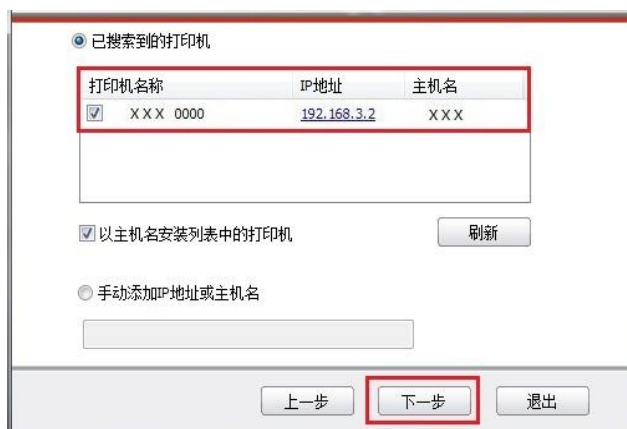 已搜索到的打印机
打印机名称 IP地址 主机名
XXX 0000 192.168.3.2 XXX
以主机名安装列表中的打印机 刷新
手动添加IP地址或主机名
上一步 下一步 退出